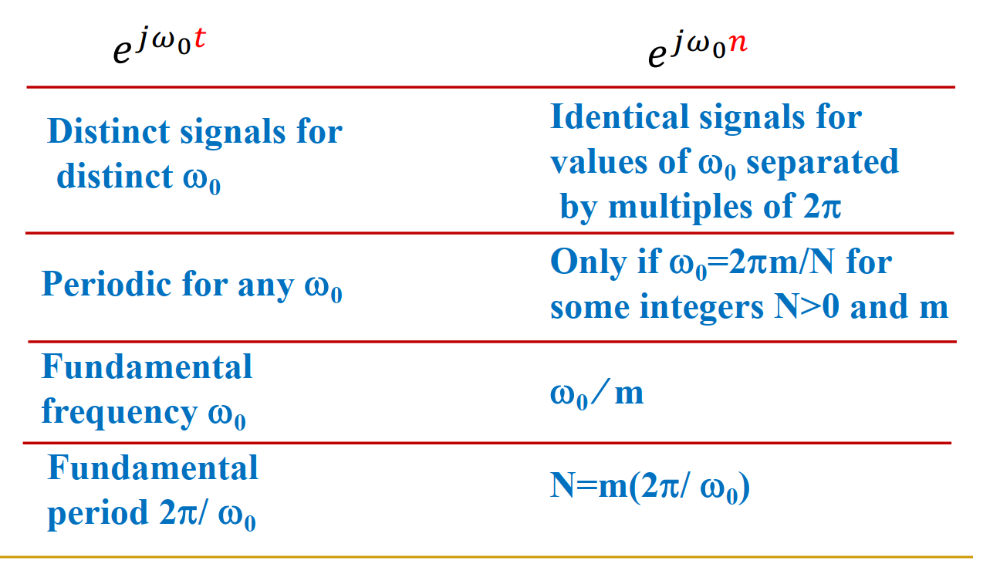 e^{jω₀t} e^{jω₀n}
Distinct signals for
distinct ω₀
Identical signals for
values of ω₀ separated
by multiples of 2π
Periodic for any ω₀
Only if ω₀=2πm/N for
some integers N>0 and m
Fundamental
frequency ω₀
ω₀ ∕ m
Fundamental
period 2π/ ω₀
N=m(2π/ ω₀)